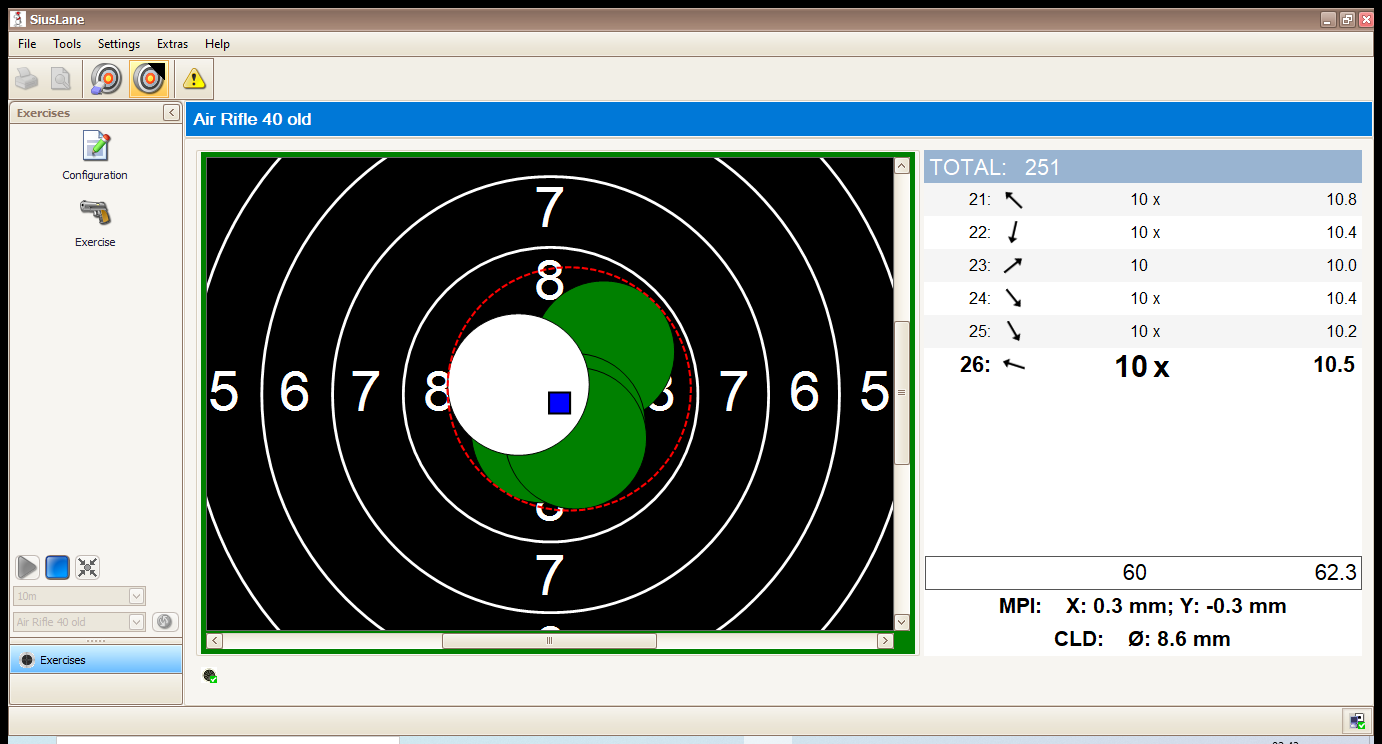 SiusLane
File Tools Settings Extras Help
Exercises
Configuration
Exercise
10m
Air Rifle 40 old
Exercises
Air Rifle 40 old
7
8
5 6 7 8 7 6 5
7
TOTAL: 251
21: 10 x 10.8
22: 10 x 10.4
23: 10 10.0
24: 10 x 10.4
25: 10 x 10.2
26: 10 x 10.5
60 62.3
MPI: X: 0.3 mm; Y: -0.3 mm
CLD: Ø: 8.6 mm